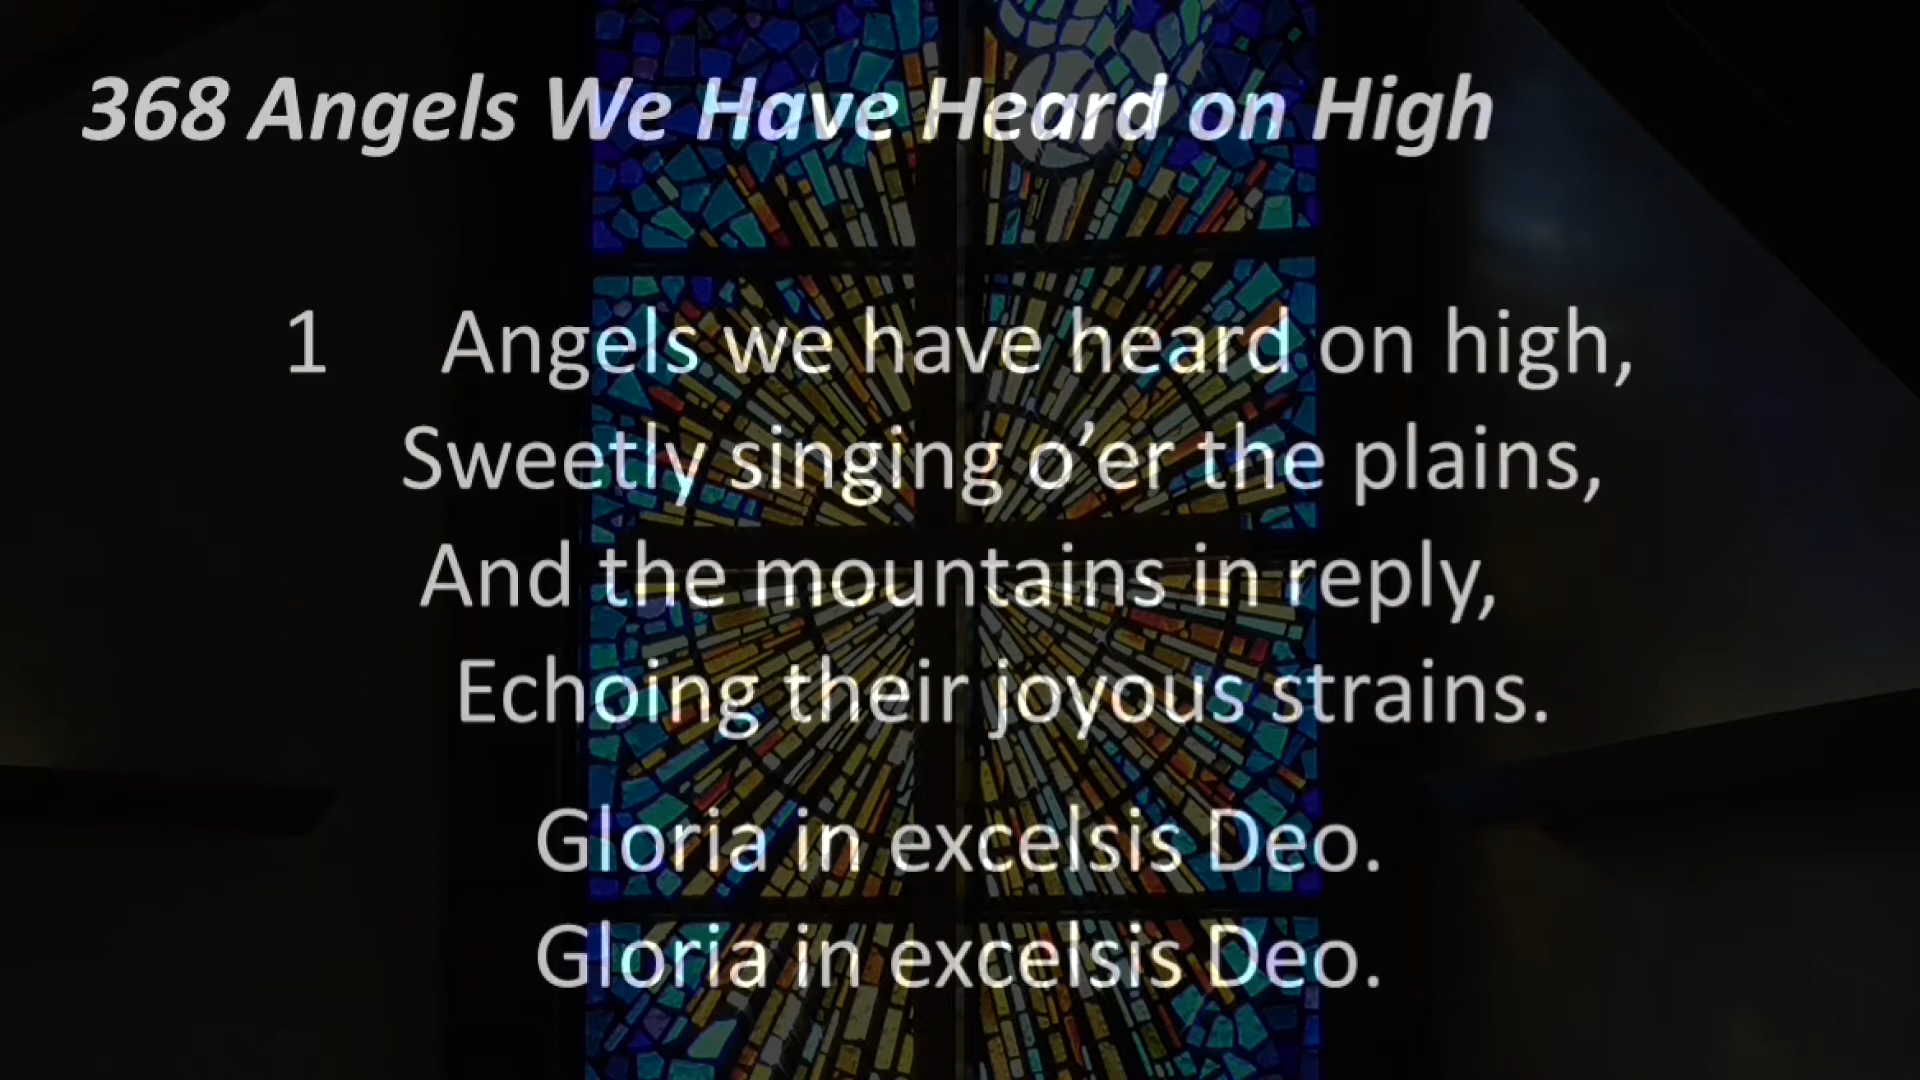 368 Angels We Have Heard on High
1 Angels we have heard on high,
Sweetly singing o’er the plains,
And the mountains in reply,
Echoing their joyous strains.
Gloria in excelsis Deo.
Gloria in excelsis Deo.